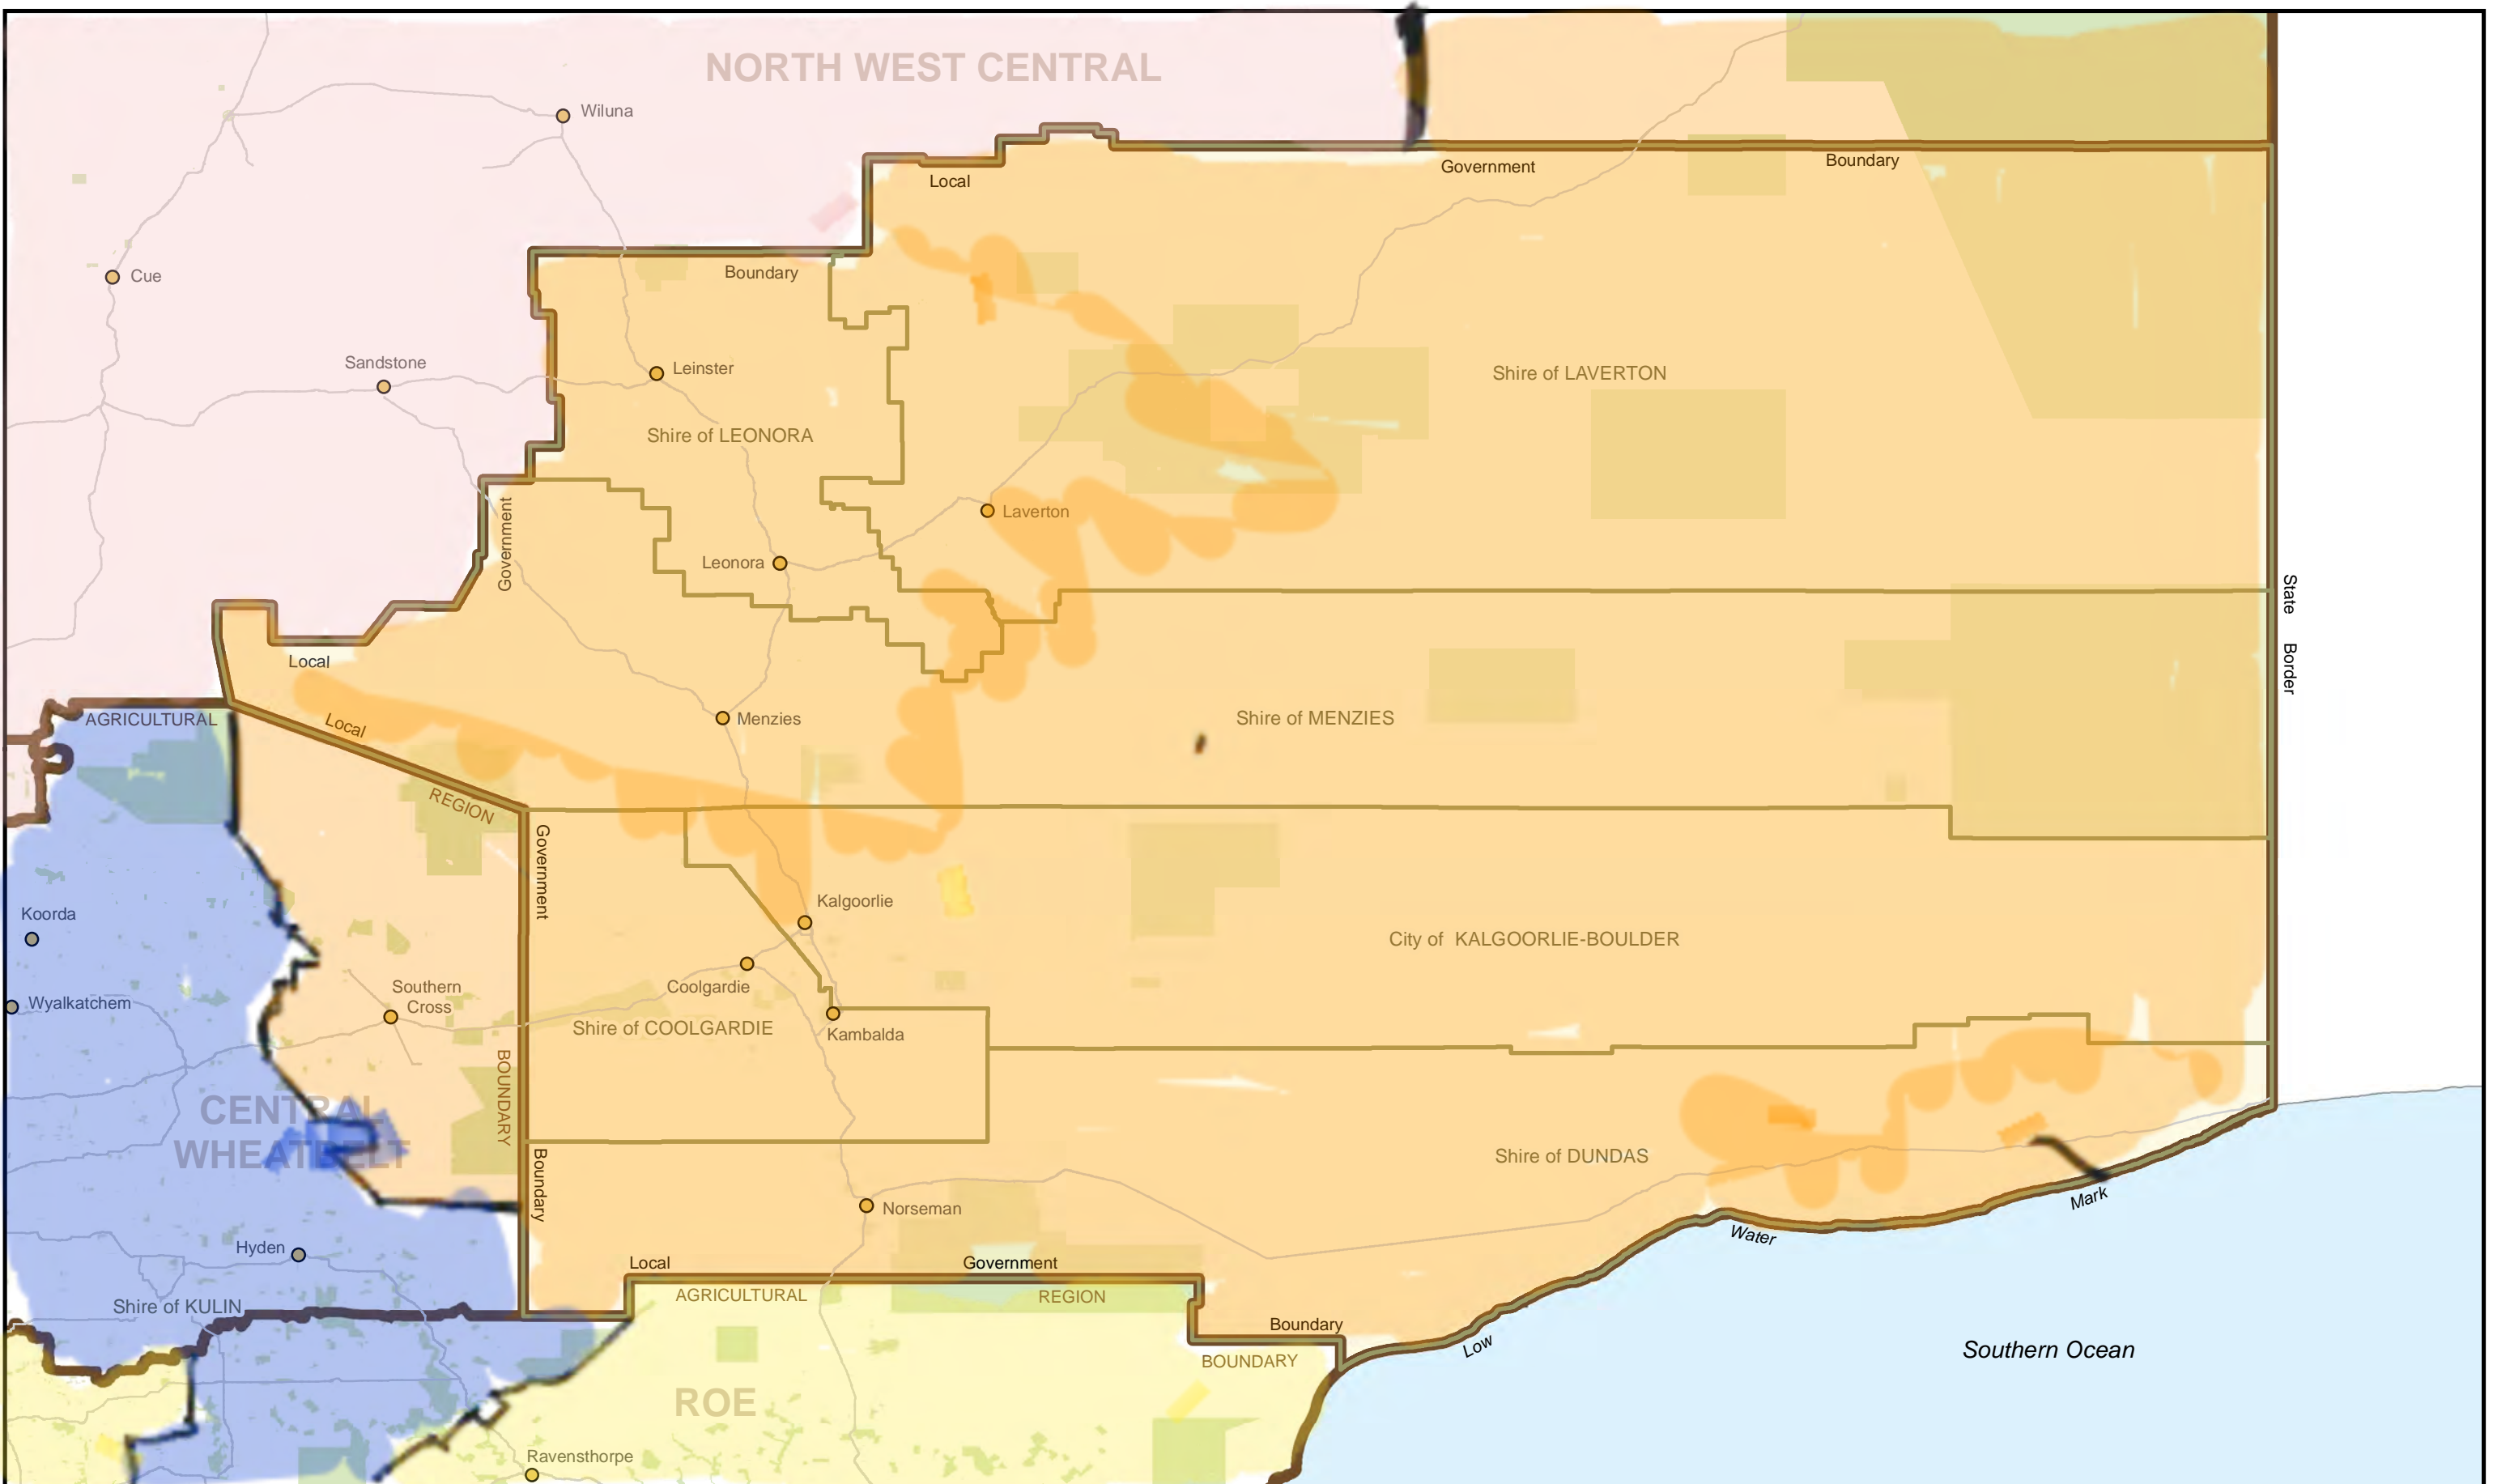 NORTH WEST CENTRAL
Wiluna
Government
Boundary
Local
Boundary
Cue
Sandstone
Leinster
Shire of LAVERTON
Shire of LEONORA
Government
Laverton
Leonora
State
Border
Local
AGRICULTURAL
Local
Menzies
Shire of MENZIES
REGION
Government
Kalgoorlie
Koorda
City of KALGOORLIE-BOULDER
Coolgardie
Southern
Cross
Wyalkatchem
Shire of COOLGARDIE
Kambalda
BOUNDARY
CENTRAL
WHEATBELT
Shire of DUNDAS
Boundary
Norseman
Mark
Water
Hyden
Local
Government
AGRICULTURAL
REGION
Shire of KULIN
Boundary
BOUNDARY
Low
Southern Ocean
ROE
Ravensthorpe